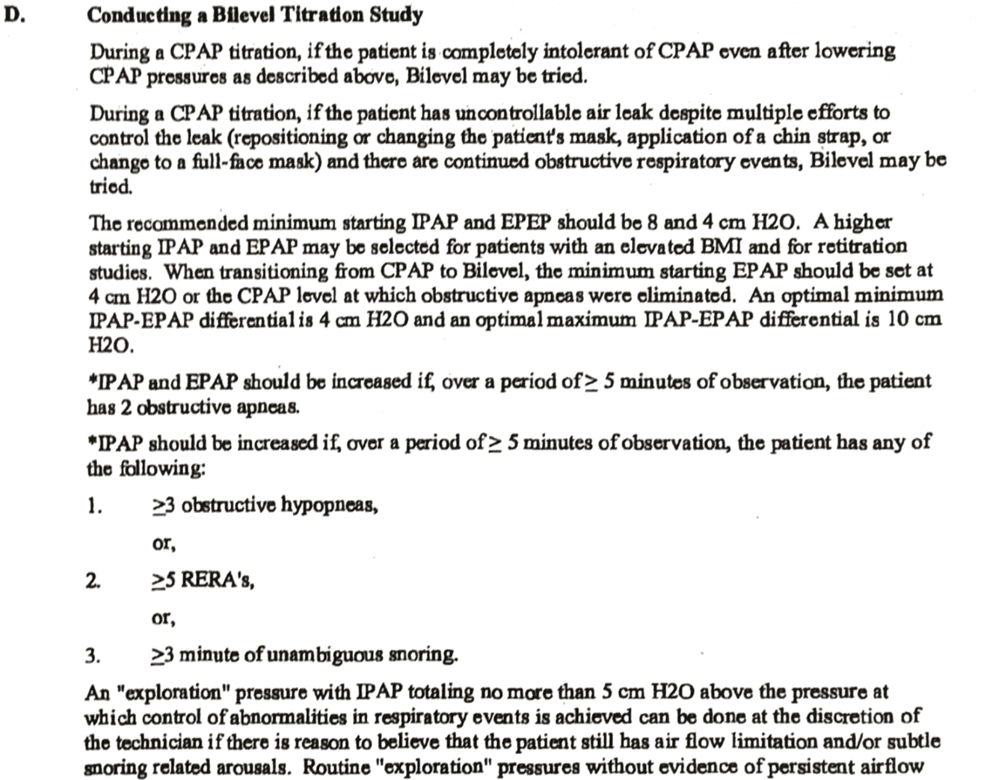 D. Conducting a Bilevel Titration Study
During a CPAP titration, if the patient is completely intolerant of CPAP even after lowering
CPAP pressures as described above, Bilevel may be tried.
During a CPAP titration, if the patient has uncontrollable air leak despite multiple efforts to
control the leak (repositioning or changing the patient's mask, application of a chin strap, or
change to a full-face mask) and there are continued obstructive respiratory events, Bilevel may be
tried.
The recommended minimum starting IPAP and EPEP should be 8 and 4 cm H2O. A higher
starting IPAP and EPAP may be selected for patients with an elevated BMI and for retitration
studies. When transitioning from CPAP to Bilevel, the minimum starting EPAP should be set at
4 cm H2O or the CPAP level at which obstructive apneas were eliminated. An optimal minimum
IPAP-EPAP differential is 4 cm H2O and an optimal maximum IPAP-EPAP differential is 10 cm
H2O.
*IPAP and EPAP should be increased if, over a period of ≥ 5 minutes of observation, the patient
has 2 obstructive apneas.
*IPAP should be increased if, over a period of ≥ 5 minutes of observation, the patient has any of
the following:
1. ≥3 obstructive hypopneas,
or,
2. ≥5 RERA's,
or,
3. ≥3 minute of unambiguous snoring.
An "exploration" pressure with IPAP totaling no more than 5 cm H2O above the pressure at
which control of abnormalities in respiratory events is achieved can be done at the discretion of
the technician if there is reason to believe that the patient still has air flow limitation and/or subtle
snoring related arousals. Routine "exploration" pressures without evidence of persistent airflow